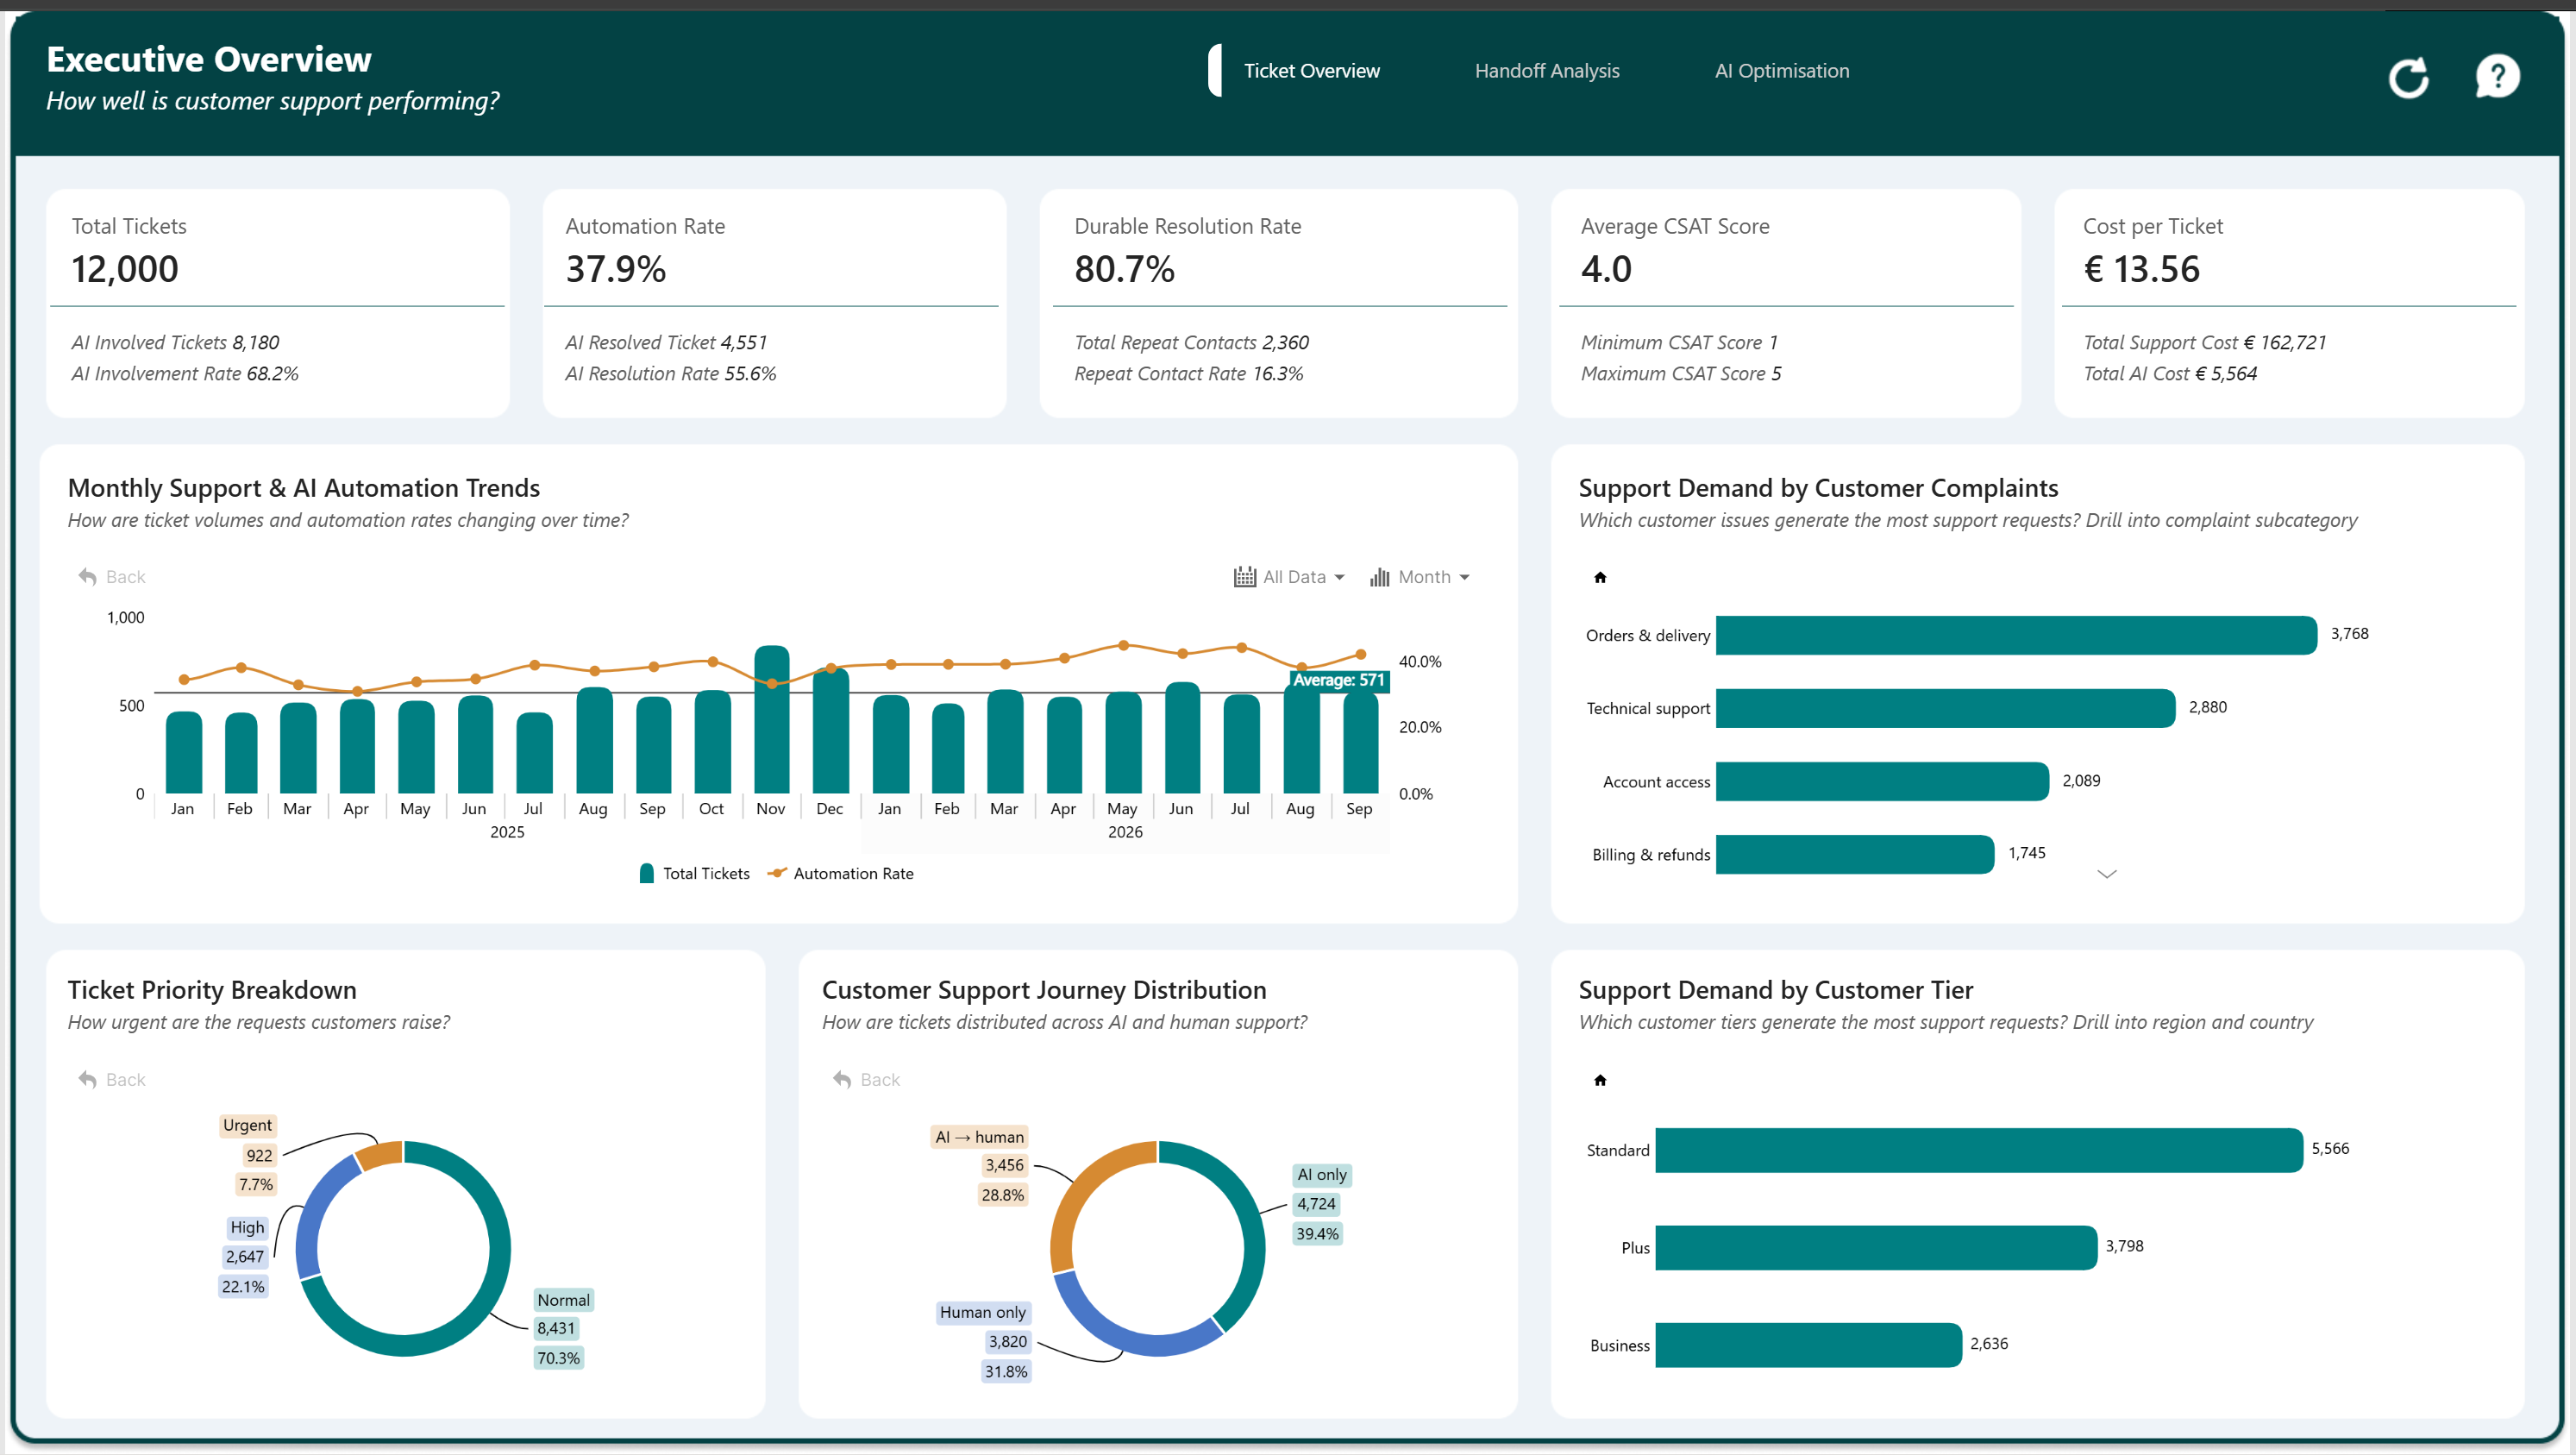 Executive Overview
How well is customer support performing?
Ticket Overview
Handoff Analysis
AI Optimisation
?
Total Tickets
12,000
AI Involved Tickets 8,180
AI Involvement Rate 68.2%
Automation Rate
37.9%
AI Resolved Ticket 4,551
AI Resolution Rate 55.6%
Durable Resolution Rate
80.7%
Total Repeat Contacts 2,360
Repeat Contact Rate 16.3%
Average CSAT Score
4.0
Minimum CSAT Score 1
Maximum CSAT Score 5
Cost per Ticket
€ 13.56
Total Support Cost € 162,721
Total AI Cost € 5,564
Monthly Support & AI Automation Trends
How are ticket volumes and automation rates changing over time?
Back
All Data
Month
1,000
500
0
40.0%
20.0%
0.0%
Average: 571
Jan Feb Mar Apr May Jun Jul Aug Sep Oct Nov Dec Jan Feb Mar Apr May Jun Jul Aug Sep
2025 2026
Total Tickets Automation Rate
Support Demand by Customer Complaints
Which customer issues generate the most support requests? Drill into complaint subcategory
Orders & delivery 3,768
Technical support 2,880
Account access 2,089
Billing & refunds 1,745
Ticket Priority Breakdown
How urgent are the requests customers raise?
Back
Urgent
922
7.7%
High
2,647
22.1%
Normal
8,431
70.3%
Customer Support Journey Distribution
How are tickets distributed across AI and human support?
Back
AI → human
3,456
28.8%
AI only
4,724
39.4%
Human only
3,820
31.8%
Support Demand by Customer Tier
Which customer tiers generate the most support requests? Drill into region and country
Standard 5,566
Plus 3,798
Business 2,636